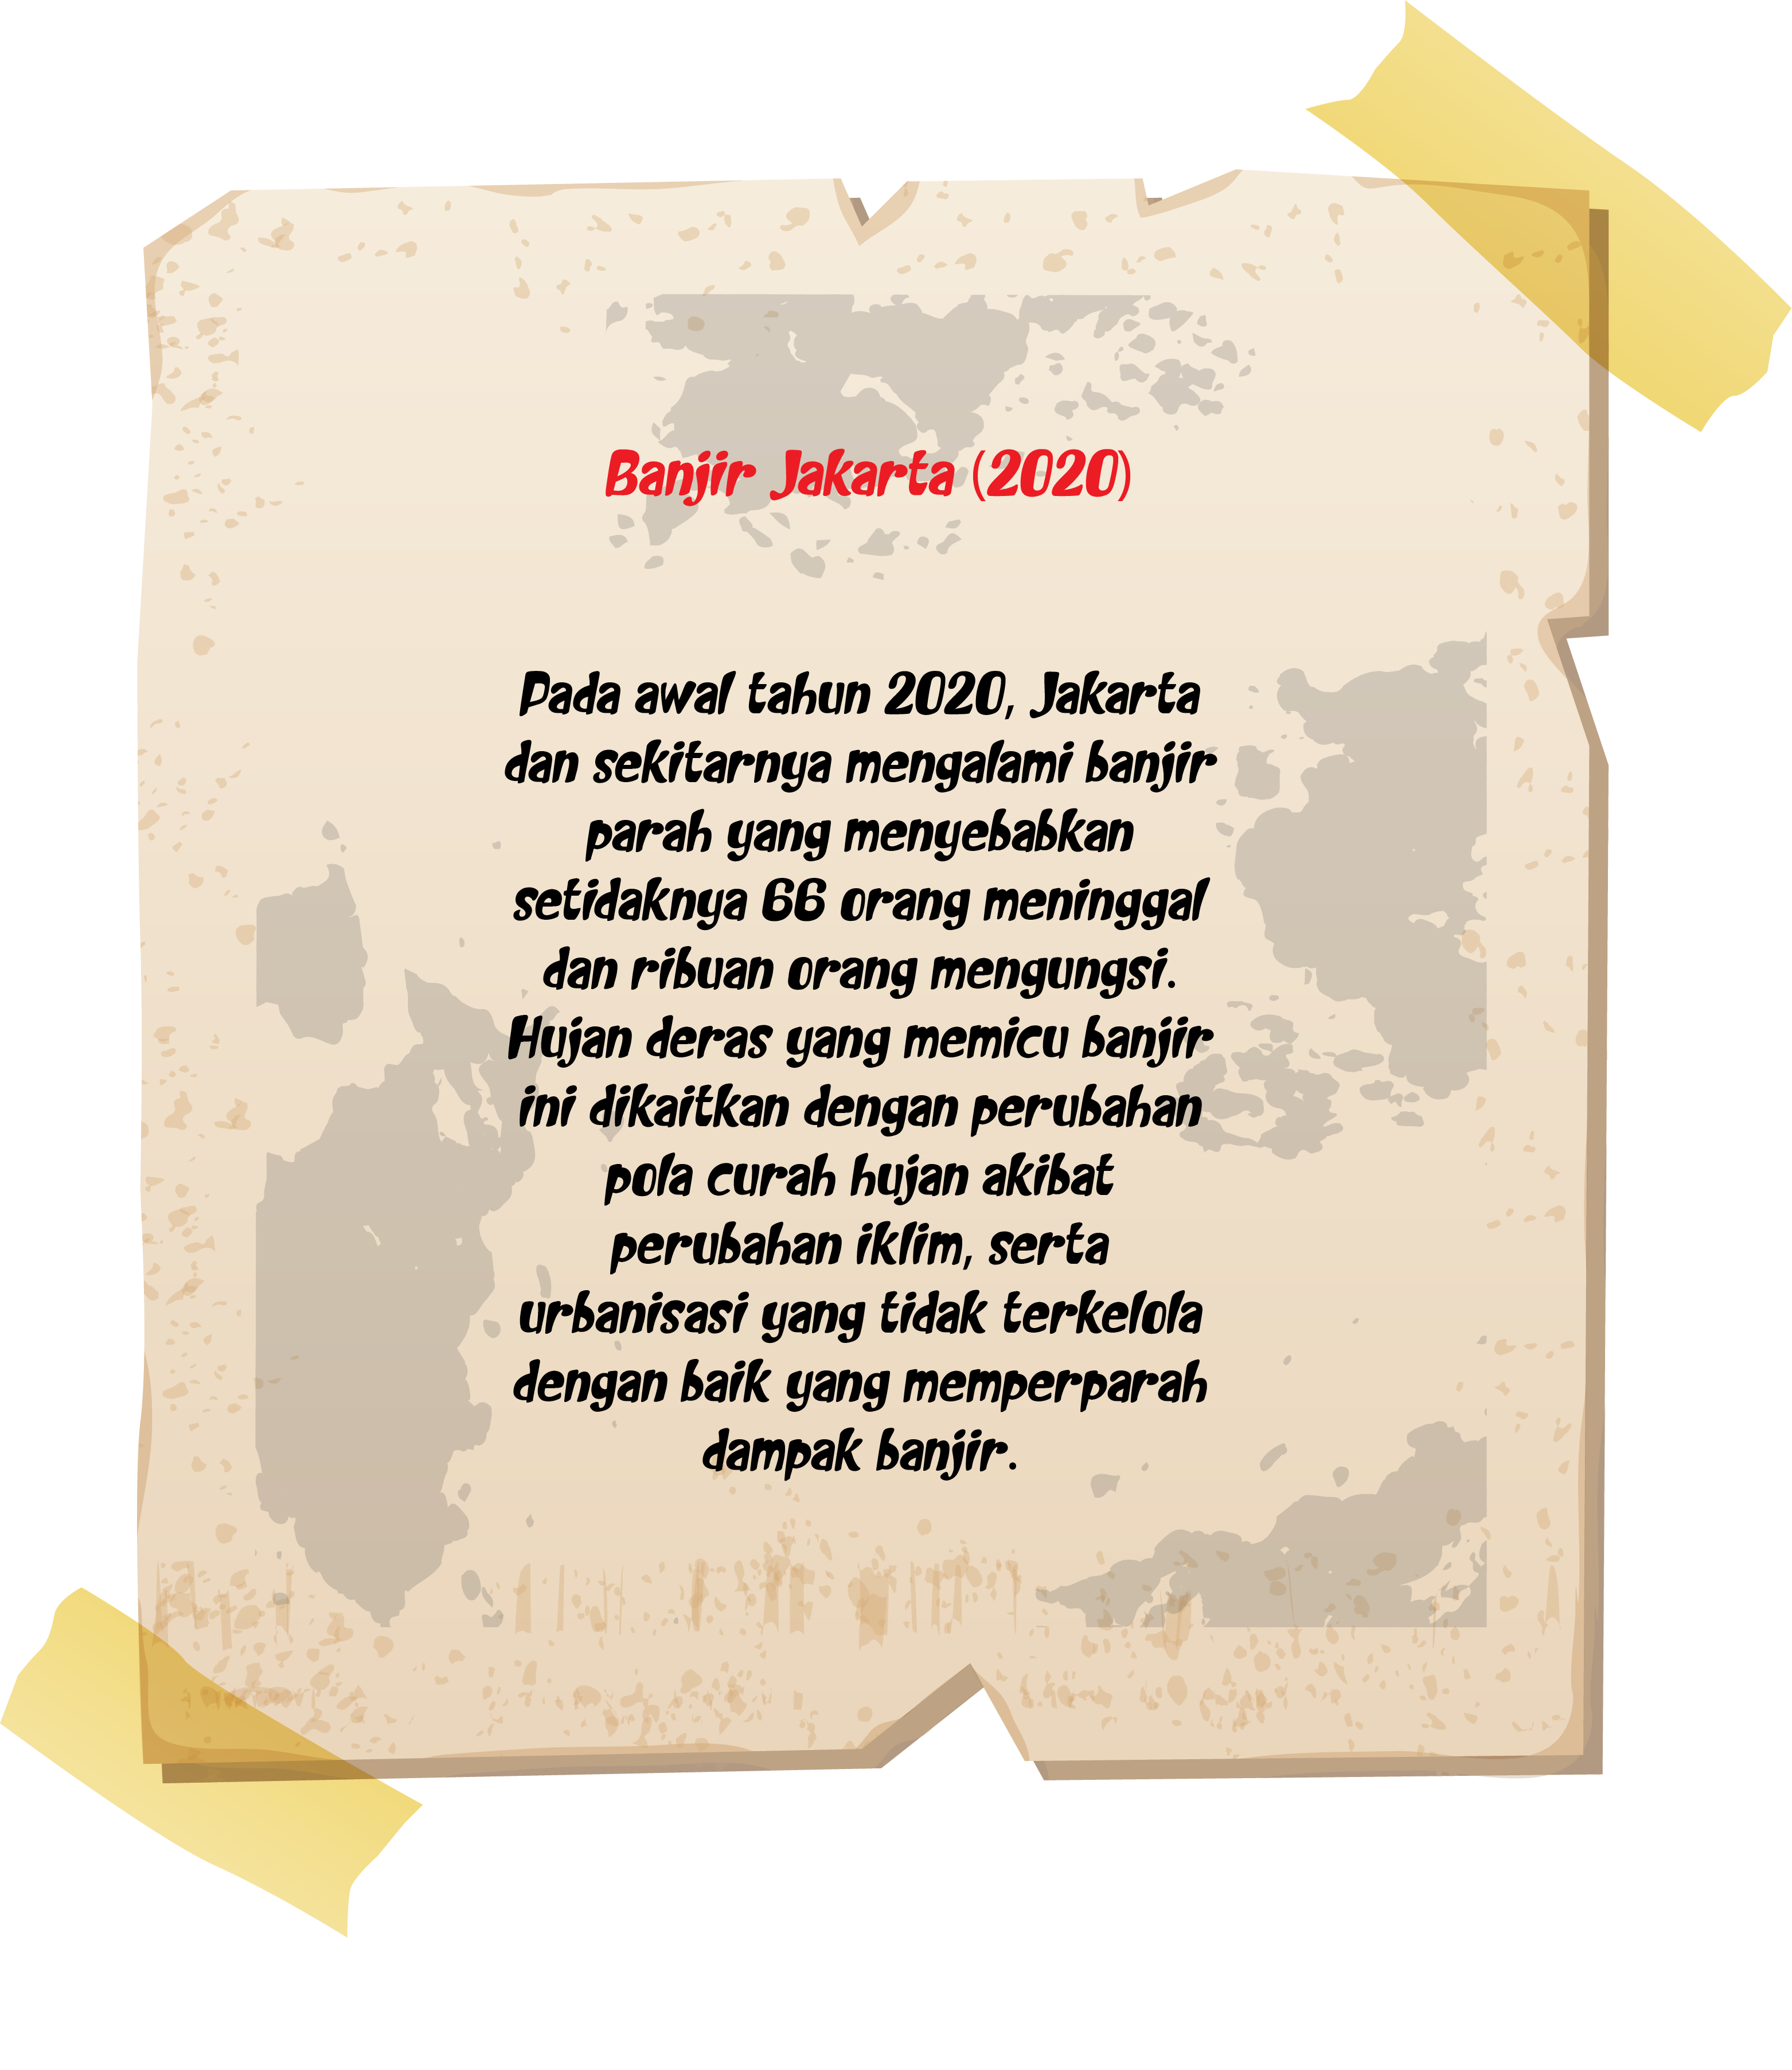 Banjir Jakarta (2020)
Pada awal tahun 2020, Jakarta
dan sekitarnya mengalami banjir
parah yang menyebabkan
setidaknya 66 orang meninggal
dan ribuan orang mengungsi.
Hujan deras yang memicu banjir
ini dikaitkan dengan perubahan
pola curah hujan akibat
perubahan iklim, serta
urbanisasi yang tidak terkelola
dengan baik yang memperparah
dampak banjir.